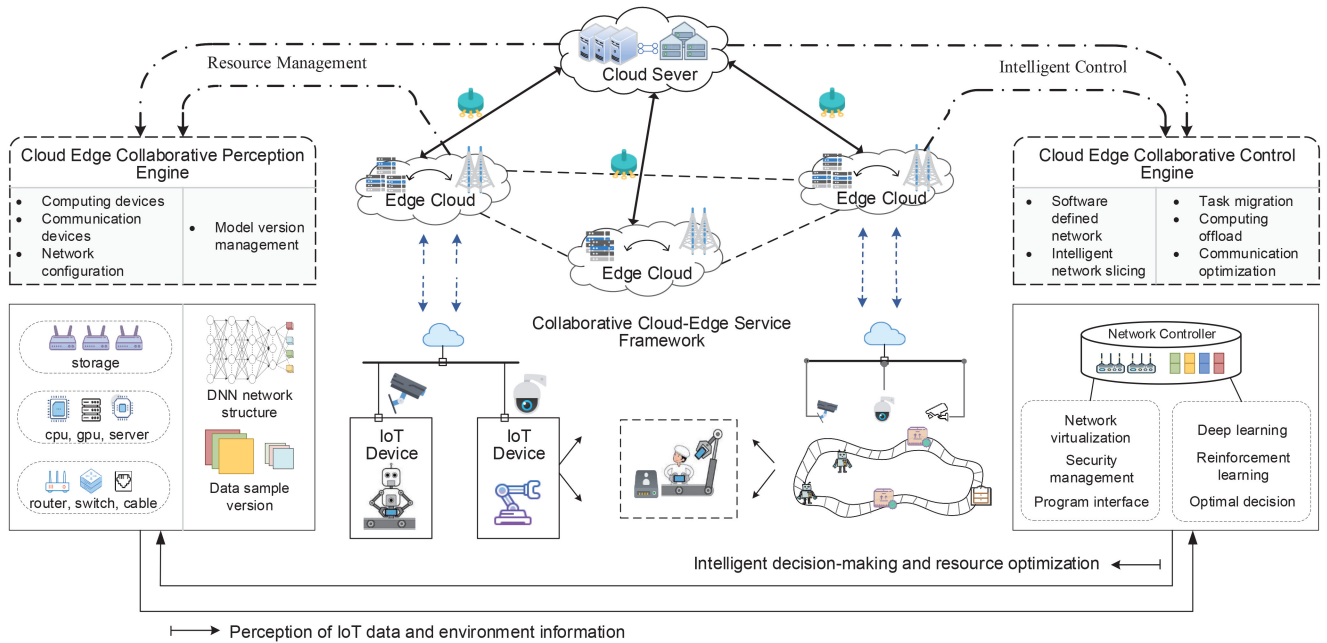 Cloud Sever
Resource Management
Intelligent Control
Cloud Edge Collaborative Perception
Engine
Computing devices
Communication
devices
Network
configuration
Model version
management
Edge Cloud
Edge Cloud
Edge Cloud
Cloud Edge Collaborative Control
Engine
Software
defined
network
Intelligent
network slicing
Task migration
Computing
offload
Communication
optimization
storage
cpu, gpu, server
router, switch, cable
DNN network
structure
Data sample
version
Collaborative Cloud-Edge Service
Framework
IoT
Device
IoT
Device
Network Controller
Network
virtualization
Security
management
Program interface
Deep learning
Reinforcement
learning
Optimal decision
Intelligent decision-making and resource optimization
Perception of IoT data and environment information